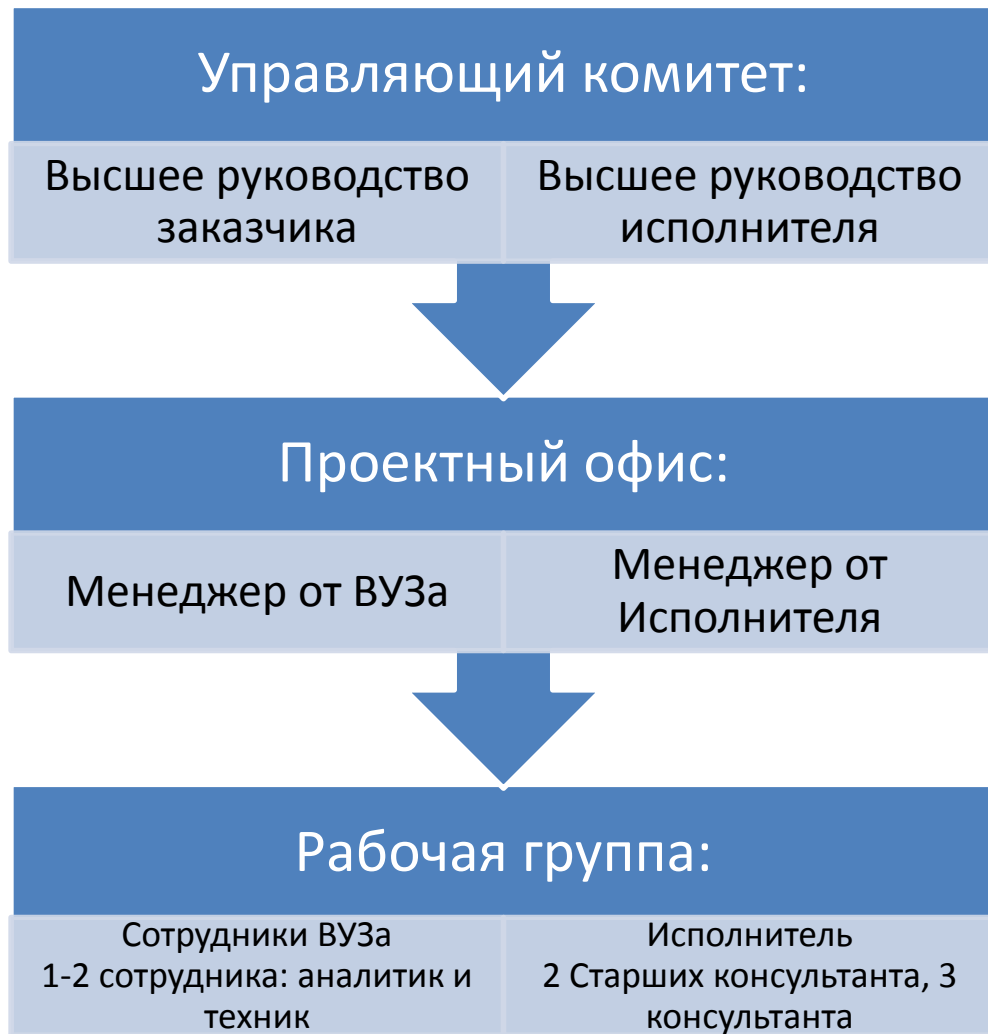 Управляющий комитет:
Высшее руководство
заказчика
Высшее руководство
исполнителя
Проектный офис:
Менеджер от ВУЗа
Менеджер от
Исполнителя
Рабочая группа:
Сотрудники ВУЗа
1-2 сотрудника: аналитик и
техник
Исполнитель
2 Старших консультанта, 3
консультанта